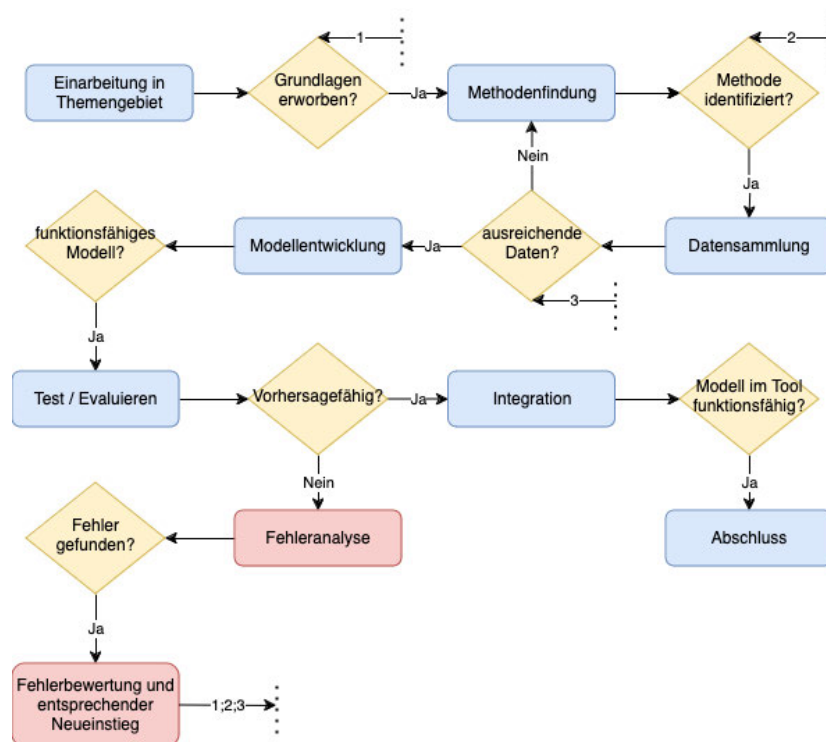 1
2
Einarbeitung in
Themengebiet
Grundlagen
erworben?
Ja
Methodenfindung
Methode
identifiziert?
Nein
Ja
funktionsfähiges
Modell?
Modellentwicklung
Ja
ausreichende
Daten?
Datensammlung
3
Ja
Test / Evaluieren
Vorhersagefähig?
Ja
Integration
Modell im Tool
funktionsfähig?
Nein
Ja
Fehler
gefunden?
Fehleranalyse
Abschluss
Ja
Fehlerbewertung und
entsprechender
Neueinstieg
1;2;3